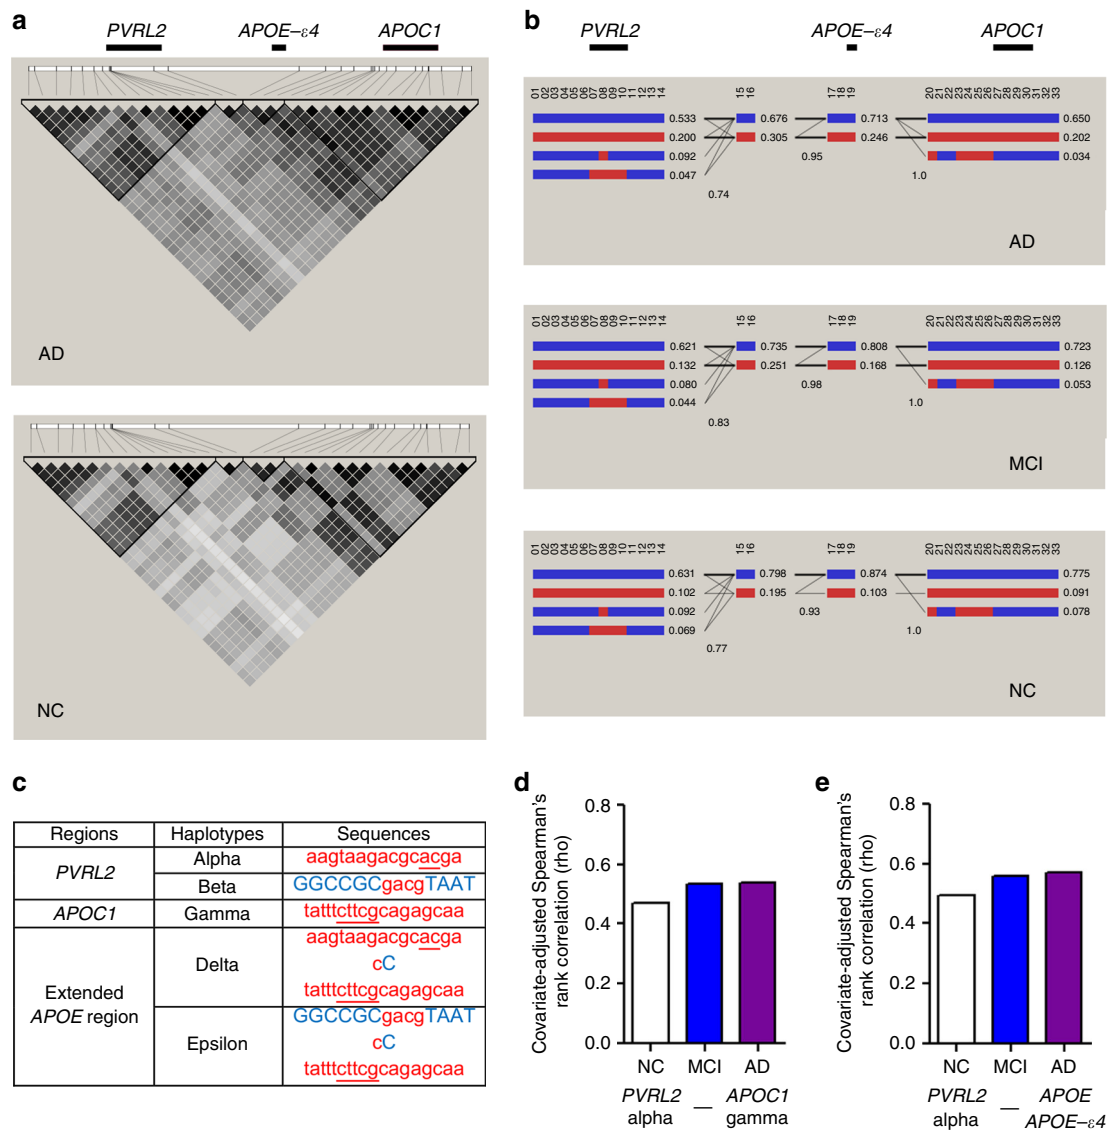 a
PVRL2 APOE–ε4 APOC1
AD
NC
b
PVRL2 APOE–ε4 APOC1
01 02 03 04 05 06 07 08 09 10 11 12 13 14 15 16 17 18 19 20 21 22 23 24 25 26 27 28 29 30 31 32 33
0.533 0.676 0.713 0.650
0.200 0.305 0.246 0.202
0.092 0.95 0.034
0.047 1.0
0.74
AD
01 02 03 04 05 06 07 08 09 10 11 12 13 14 15 16 17 18 19 20 21 22 23 24 25 26 27 28 29 30 31 32 33
0.621 0.735 0.808 0.723
0.132 0.251 0.168 0.126
0.080 0.98 0.053
0.044 1.0
0.83
MCI
01 02 03 04 05 06 07 08 09 10 11 12 13 14 15 16 17 18 19 20 21 22 23 24 25 26 27 28 29 30 31 32 33
0.631 0.798 0.874 0.775
0.102 0.195 0.103 0.091
0.092 0.93 0.078
0.069 1.0
0.77
NC
c
Regions Haplotypes Sequences
PVRL2 Alpha aagtaagacgcacga
Beta GGCCGCgacgTAAT
APOC1 Gamma tatttcttcgcagagcaa
Extended APOE region Delta aagtaagacgcacga
cC
tatttcttcgcagagcaa
Epsilon GGCCGCgacgTAAT
cC
tatttcttcgcagagcaa
d
Covariate-adjusted Spearman’s
rank correlation (rho)
0.8
0.6
0.4
0.2
0.0
NC MCI AD
PVRL2 — APOC1
alpha gamma
e
Covariate-adjusted Spearman’s
rank correlation (rho)
0.8
0.6
0.4
0.2
0.0
NC MCI AD
PVRL2 — APOE
alpha APOE–ε4